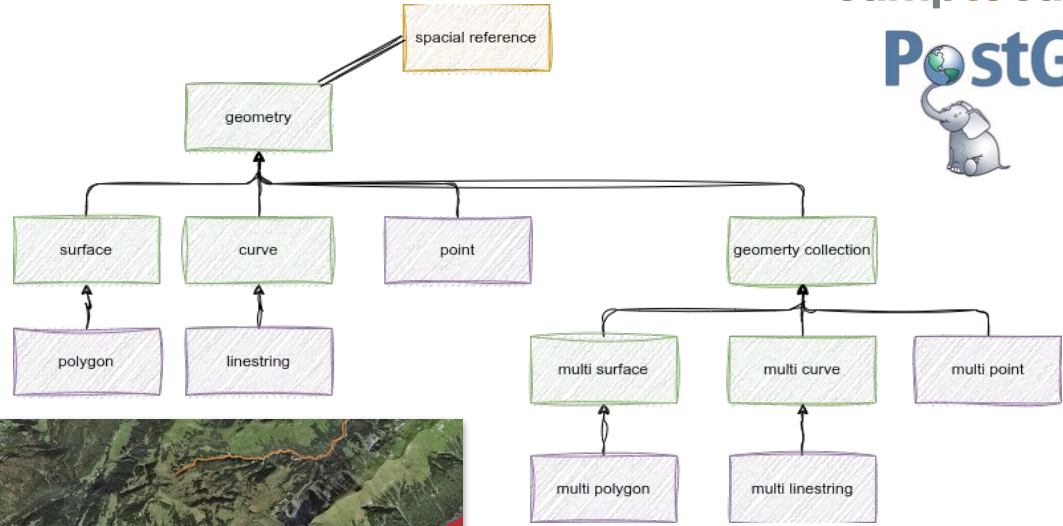 spacial reference
PostG
geometry
surface
curve
point
geomerty collection
polygon
linestring
multi surface
multi curve
multi point
multi polygon
multi linestring